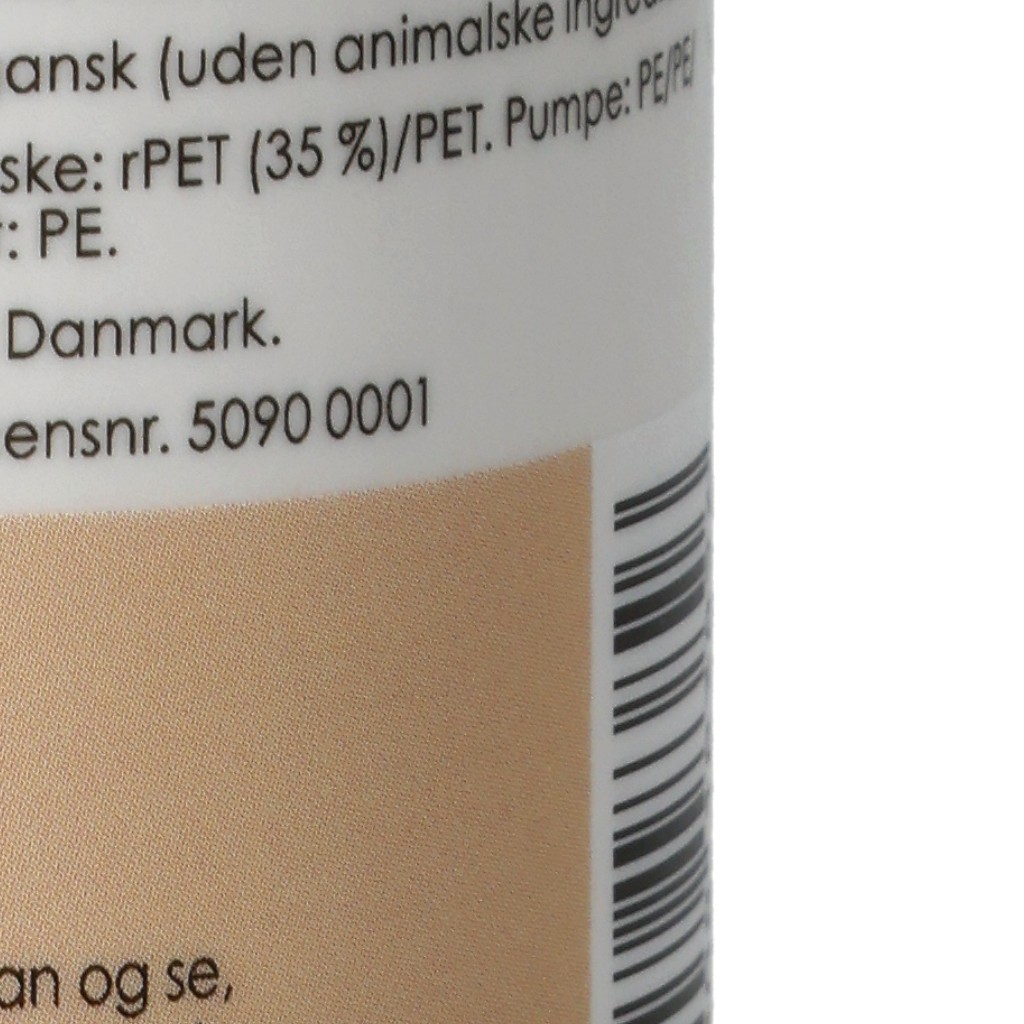 ansk (uden animalske
ske: rPET (35 %)/PET. Pumpe: PE/PE/
: PE.
Danmark.
ensnr. 5090 0001
an og se,